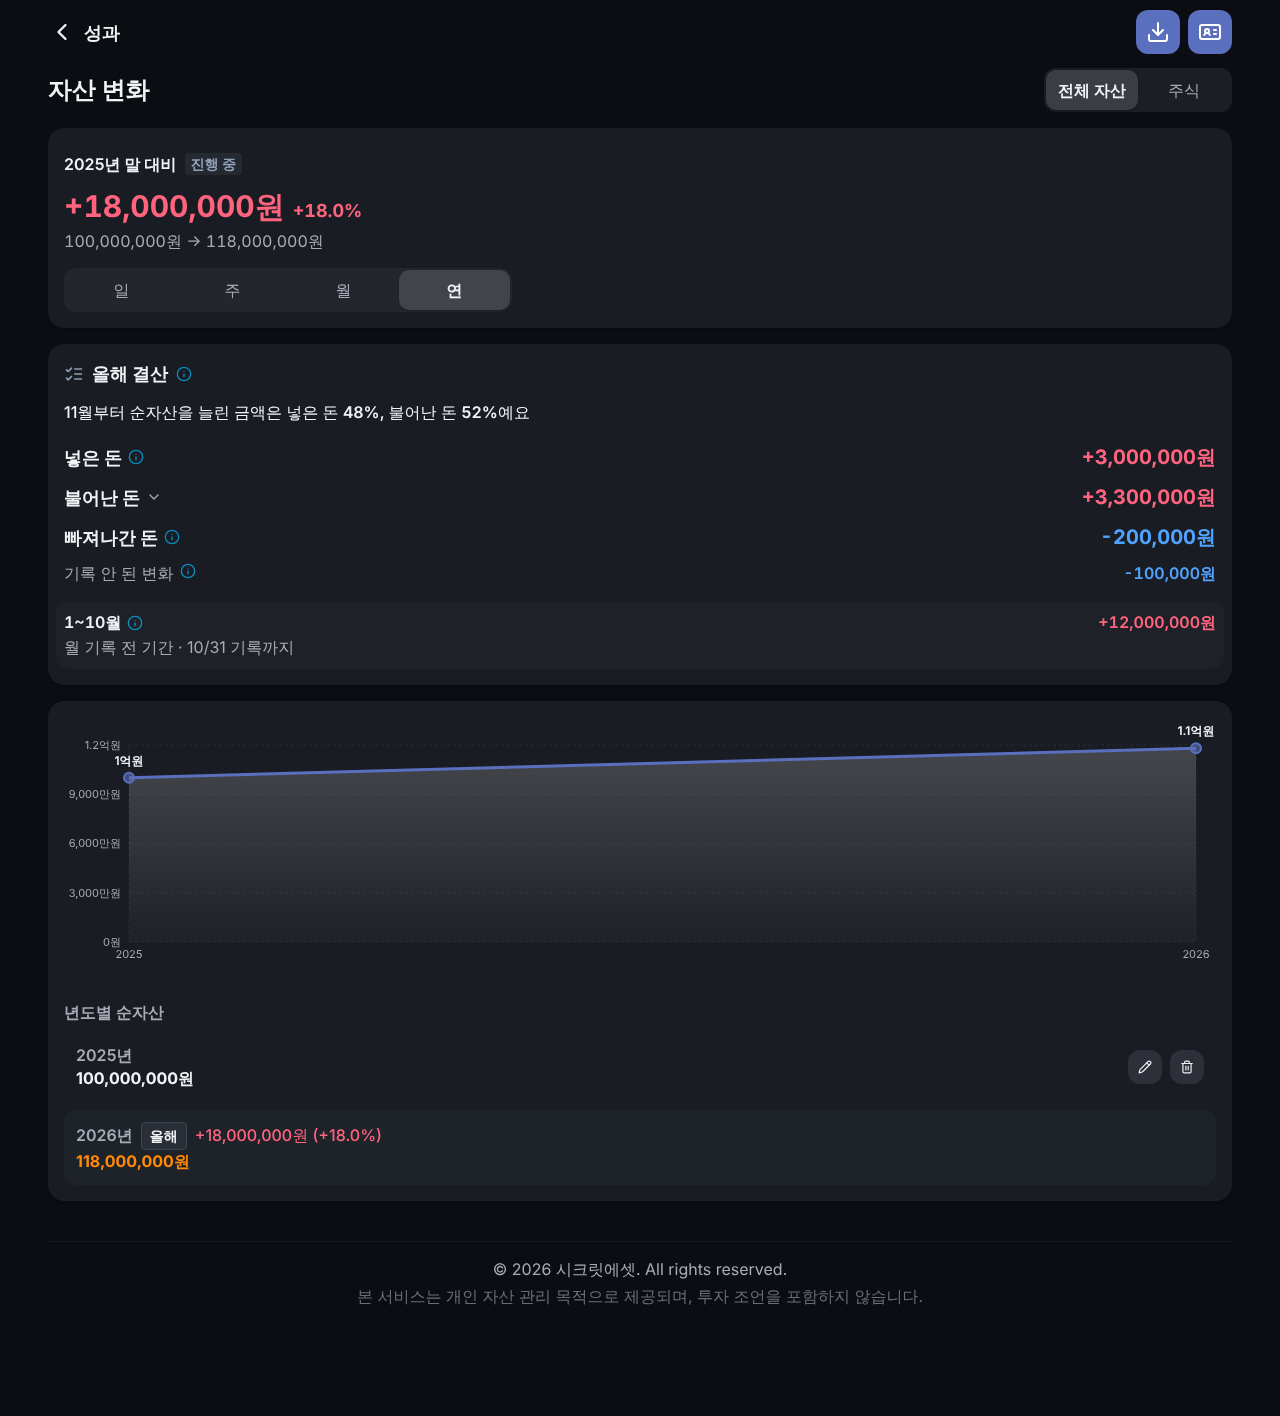 성과
자산 변화
전체 자산 주식
2025년 말 대비 진행 중
+18,000,000원 +18.0%
100,000,000원 → 118,000,000원
일 주 월 연
올해 결산
11월부터 순자산을 늘린 금액은 넣은 돈 48%, 불어난 돈 52%예요
넣은 돈 +3,000,000원
불어난 돈 +3,300,000원
빠져나간 돈 -200,000원
기록 안 된 변화 -100,000원
1~10월 +12,000,000원
월 기록 전 기간 · 10/31 기록까지
1.1억원
1.2억원
1억원
9,000만원
6,000만원
3,000만원
0원
2025 2026
년도별 순자산
2025년
100,000,000원
2026년 올해 +18,000,000원 (+18.0%)
118,000,000원
© 2026 시크릿에셋. All rights reserved.
본 서비스는 개인 자산 관리 목적으로 제공되며, 투자 조언을 포함하지 않습니다.